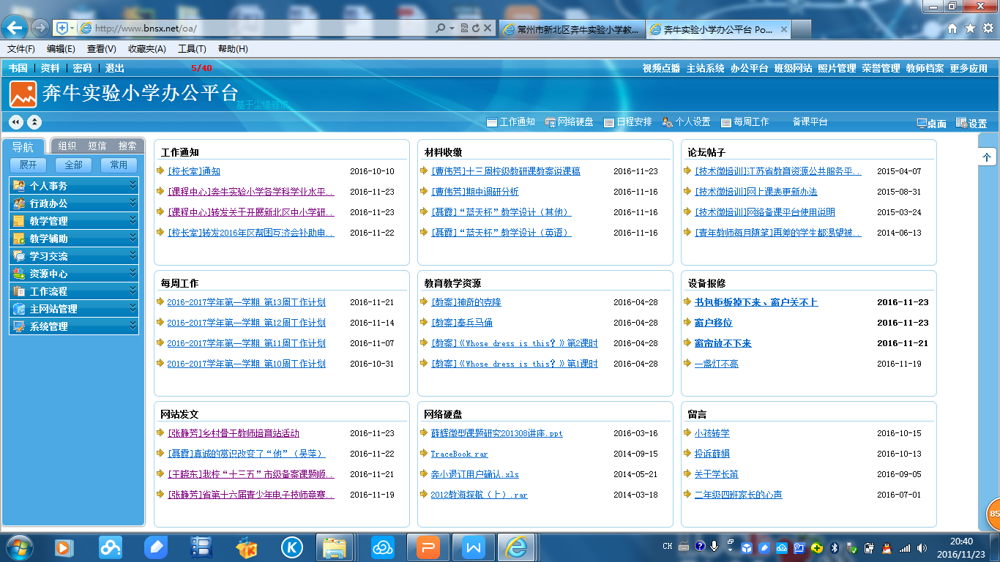 http://www.bnsx.net/oa/
常州市新北区奔牛实验小学教...
奔牛实验小学办公平台 Po...
文件(F) 编辑(E) 查看(V) 收藏夹(A) 工具(T) 帮助(H)
韦国 资料 密码 退出 5/40 视频点播 主站系统 办公平台 班级网站 照片管理 荣誉管理 教师档案 更多应用
奔牛实验小学办公平台
基于尘缘雅境
工作通知 网络硬盘 日程安排 个人设置 每周工作 备课平台 桌面 设置
导航 组织 短信 搜索
展开 全部 常用
个人事务
行政办公
教学管理
教学辅助
学习交流
资源中心
工作流程
主网站管理
系统管理
工作通知
[校长室]通知 2016-10-10
[课程中心]奔牛实验小学各学科学业水平... 2016-11-23
[课程中心]转发关于开展新北区中小学研... 2016-11-23
[校长室]转发2016年区帮困互济会补助申... 2016-11-22
材料收缴
[曹伟芳]十三周校级教研课教案说课稿 2016-11-23
[曹伟芳]期中调研分析 2016-11-16
[聂霞]“蓝天杯”教学设计（其他） 2016-11-16
[聂霞]“蓝天杯”教学设计（英语） 2016-11-16
论坛帖子
[技术微培训]江苏省教育资源公共服务平... 2015-04-07
[技术微培训]网上课表更新办法 2015-08-31
[技术微培训]网络备课平台使用说明 2015-03-24
[青年教师每月随笔]再差的学生都渴望被... 2014-06-13
每周工作
2016-2017学年第一学期 第13周工作计划 2016-11-21
2016-2017学年第一学期 第12周工作计划 2016-11-14
2016-2017学年第一学期 第11周工作计划 2016-11-07
2016-2017学年第一学期 第10周工作计划 2016-10-31
教育教学资源
[教案]神奇的克隆 2016-04-28
[教案]秦兵马俑 2016-04-28
[教案]《Whose dress is this？》第2课时 2016-04-28
[教案]《Whose dress is this？》第1课时 2016-04-28
设备报修
书包柜板掉下来、窗户关不上 2016-11-23
窗户移位 2016-11-23
窗帘放不下来 2016-11-21
一盏灯不亮 2016-11-19
网站发文
[张静芳]乡村骨干教师培育站活动 2016-11-23
[聂霞]真诚的赏识改变了“他”（吴萍） 2016-11-22
[王晓东]我校“十三五”市级备案课题顺... 2016-11-21
[张静芳]省第十六届青少年电子技师竞赛... 2016-11-19
网络硬盘
薛辉微型课题研究201308讲座.ppt 2016-03-16
TraceBook.rar 2014-09-15
奔小退订用户确认.xls 2014-05-21
2012教海探航（上）.rar 2014-03-18
留言
小孩转学 2016-10-15
投诉薛娟 2016-10-13
关于学长笛 2016-09-05
二年级四班家长的心声 2016-07-01
85
CH
20:40
2016/11/23